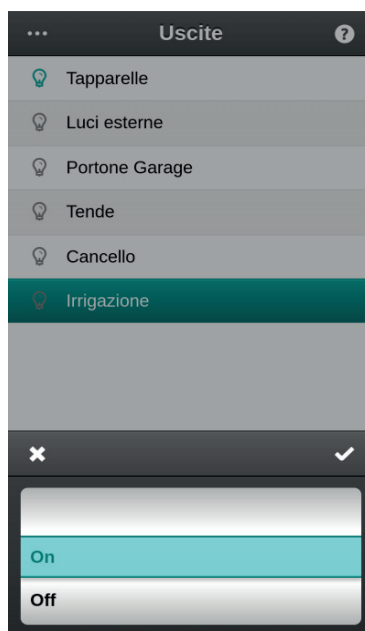 Uscite
Tapparelle
Luci esterne
Portone Garage
Tende
Cancello
Irrigazione
On
Off